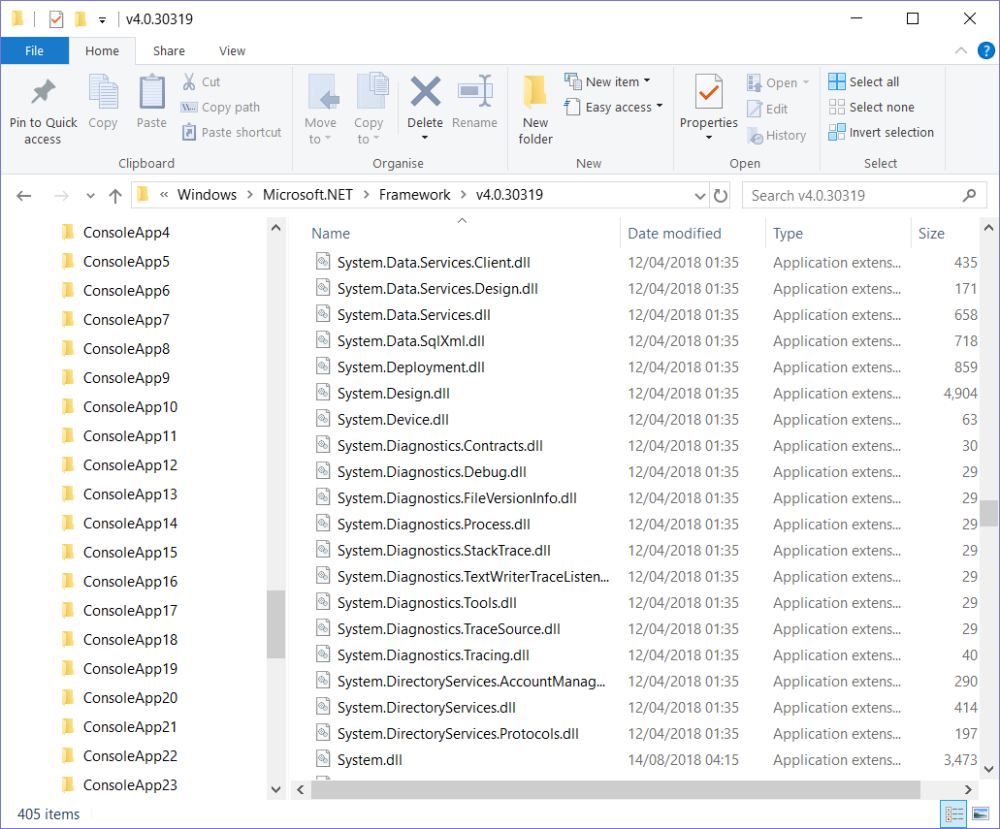 v4.0.30319
File Home Share View
Pin to Quick access
Copy
Paste
Cut
Copy path
Paste shortcut
Clipboard
Move to
Copy to
Delete
Rename
Organise
New folder
New item
Easy access
New
Properties
Open
Edit
History
Open
Select all
Select none
Invert selection
Select
« Windows > Microsoft.NET > Framework > v4.0.30319
Search v4.0.30319
ConsoleApp4
ConsoleApp5
ConsoleApp6
ConsoleApp7
ConsoleApp8
ConsoleApp9
ConsoleApp10
ConsoleApp11
ConsoleApp12
ConsoleApp13
ConsoleApp14
ConsoleApp15
ConsoleApp16
ConsoleApp17
ConsoleApp18
ConsoleApp19
ConsoleApp20
ConsoleApp21
ConsoleApp22
ConsoleApp23
Name Date modified Type Size
System.Data.Services.Client.dll 12/04/2018 01:35 Application extens... 435
System.Data.Services.Design.dll 12/04/2018 01:35 Application extens... 171
System.Data.Services.dll 12/04/2018 01:35 Application extens... 658
System.Data.SqlXml.dll 12/04/2018 01:35 Application extens... 718
System.Deployment.dll 12/04/2018 01:35 Application extens... 859
System.Design.dll 12/04/2018 01:35 Application extens... 4,904
System.Device.dll 12/04/2018 01:35 Application extens... 63
System.Diagnostics.Contracts.dll 12/04/2018 01:35 Application extens... 30
System.Diagnostics.Debug.dll 12/04/2018 01:35 Application extens... 29
System.Diagnostics.FileVersionInfo.dll 12/04/2018 01:35 Application extens... 29
System.Diagnostics.Process.dll 12/04/2018 01:35 Application extens... 29
System.Diagnostics.StackTrace.dll 12/04/2018 01:35 Application extens... 29
System.Diagnostics.TextWriterTraceListen... 12/04/2018 01:35 Application extens... 29
System.Diagnostics.Tools.dll 12/04/2018 01:35 Application extens... 29
System.Diagnostics.TraceSource.dll 12/04/2018 01:35 Application extens... 29
System.Diagnostics.Tracing.dll 12/04/2018 01:35 Application extens... 40
System.DirectoryServices.AccountManag... 12/04/2018 01:35 Application extens... 290
System.DirectoryServices.dll 12/04/2018 01:35 Application extens... 414
System.DirectoryServices.Protocols.dll 12/04/2018 01:35 Application extens... 197
System.dll 14/08/2018 04:15 Application extens... 3,473
405 items